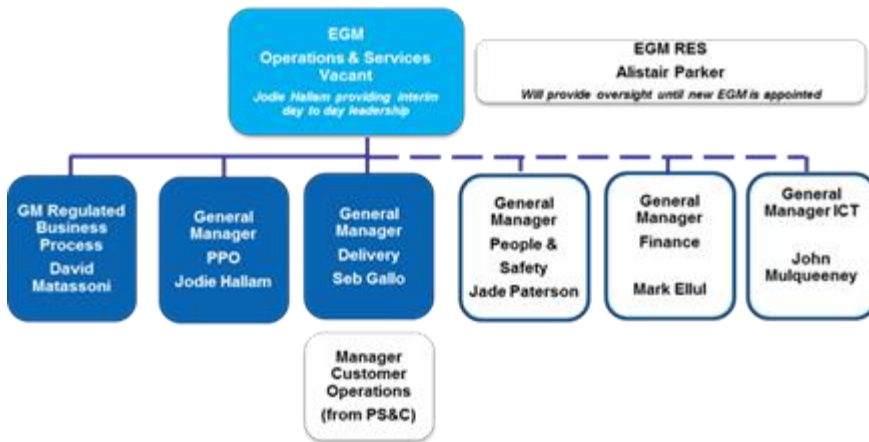 EGM
Operations & Services
Vacant
Jodie Hallam providing interim
day to day leadership
EGM RES
Alistair Parker
Will provide oversight until new EGM is appointed
GM Regulated
Business
Process
David
Matassoni
General
Manager
PPO
Jodie Hallam
General
Manager
Delivery
Seb Gallo
General
Manager
People &
Safety
Jade Paterson
General
Manager
Finance
Mark Ellul
General
Manager ICT
John
Mulqueeney
Manager
Customer
Operations
(from PS&C)